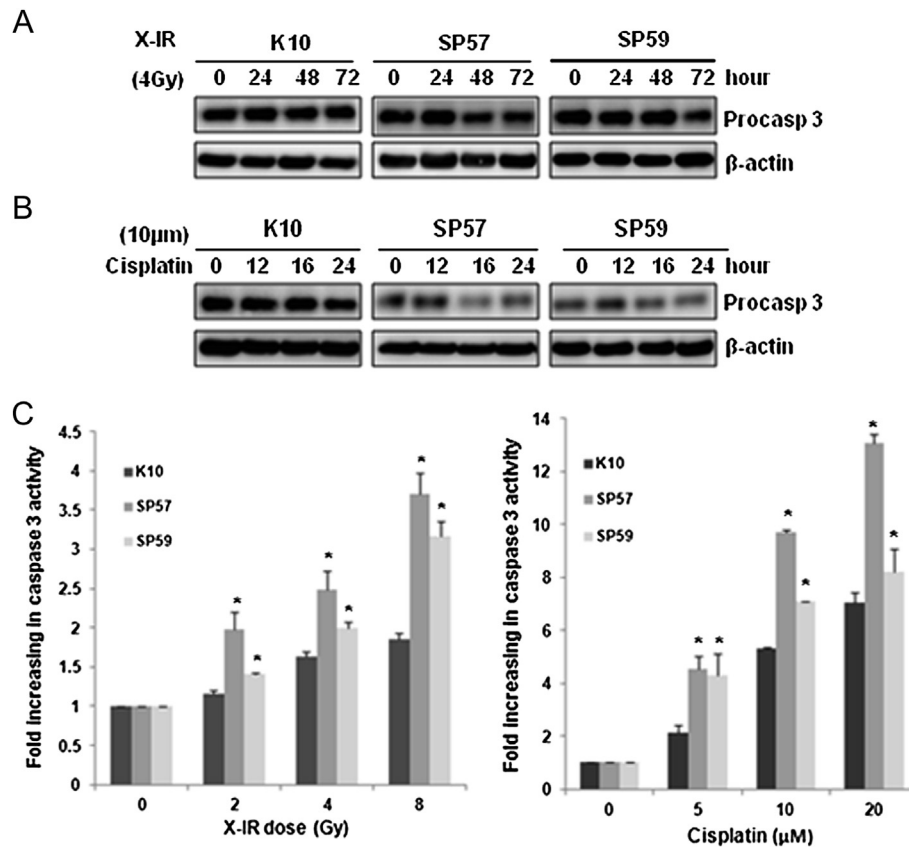 A
X-IR K10 SP57 SP59
(4Gy) 0 24 48 72 0 24 48 72 0 24 48 72 hour
Procasp 3
β-actin
B
(10μm) K10 SP57 SP59
Cisplatin 0 12 16 24 0 12 16 24 0 12 16 24 hour
Procasp 3
β-actin
C
Fold increasing in caspase 3 activity
4.5
4
3.5
3
2.5
2
1.5
1
0.5
0
K10
SP57
SP59
* * * * * *
0 2 4 8
X-IR dose (Gy)
Fold increasing in caspase 3 activity
14
12
10
8
6
4
2
0
K10
SP57
SP59
* * * * * *
0 5 10 20
Cisplatin (μM)